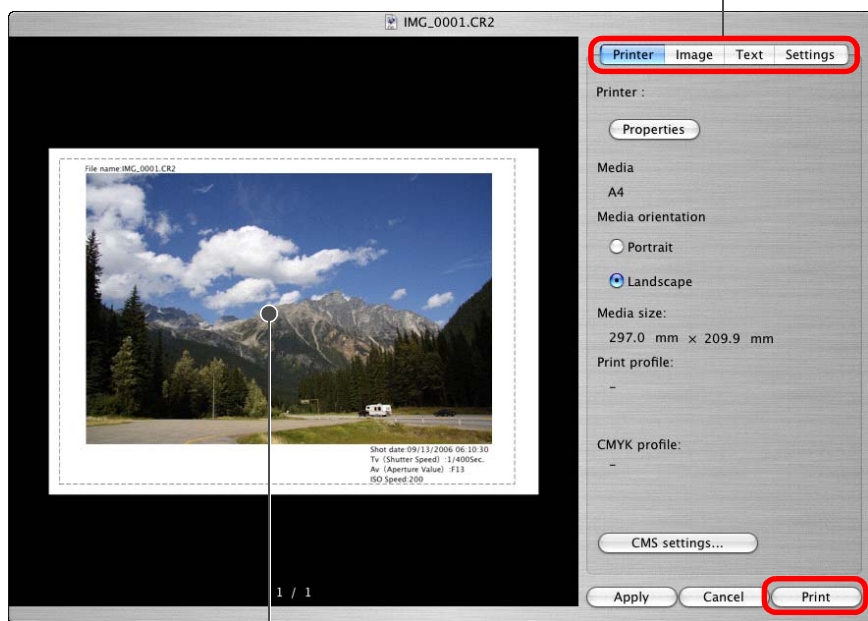 IMG_0001.CR2
Printer Image Text Settings
Printer :
Properties
Media
A4
Media orientation
Portrait
Landscape
Media size:
297.0 mm × 209.9 mm
Print profile:
-
CMYK profile:
-
CMS settings...
Apply Cancel Print
File name:IMG_0001.CR2
Shot date:09/13/2006 06:10:30
Tv (Shutter Speed) :1/400Sec.
Av (Aperture Value) :F13
ISO Speed:200
1 / 1